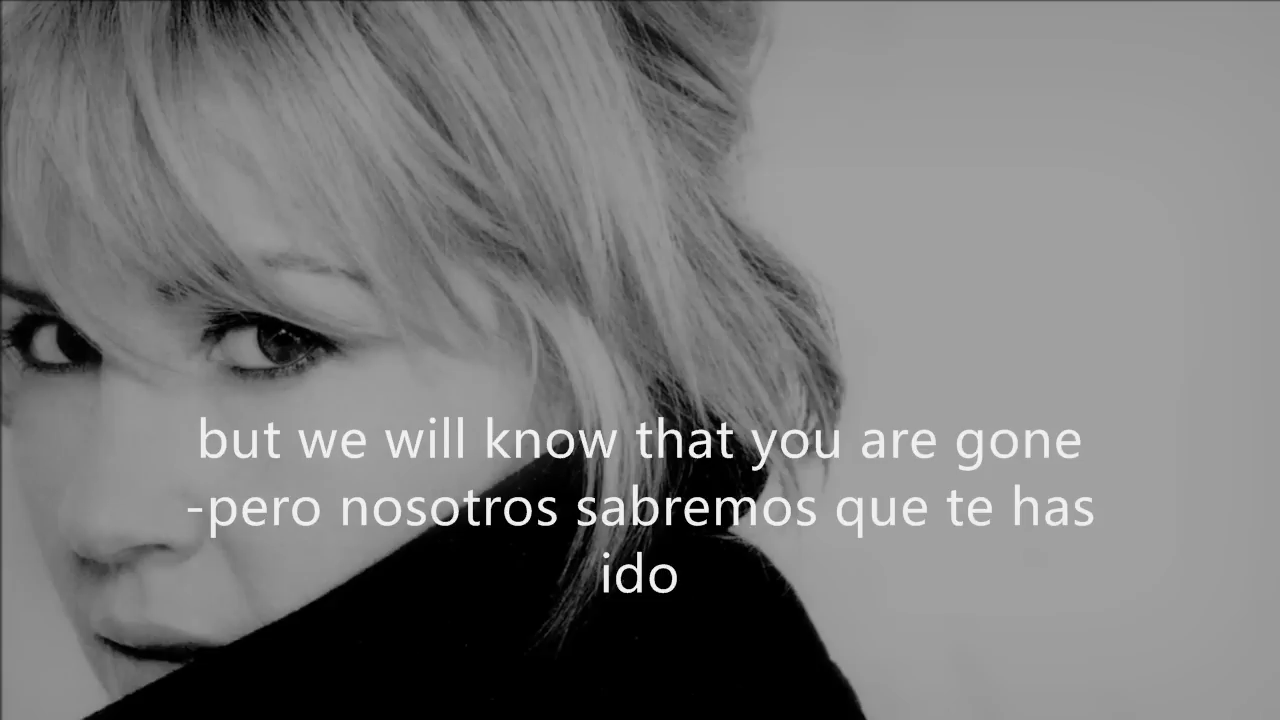 but we will know that you are gone
-pero nosotros sabremos que te has
ido